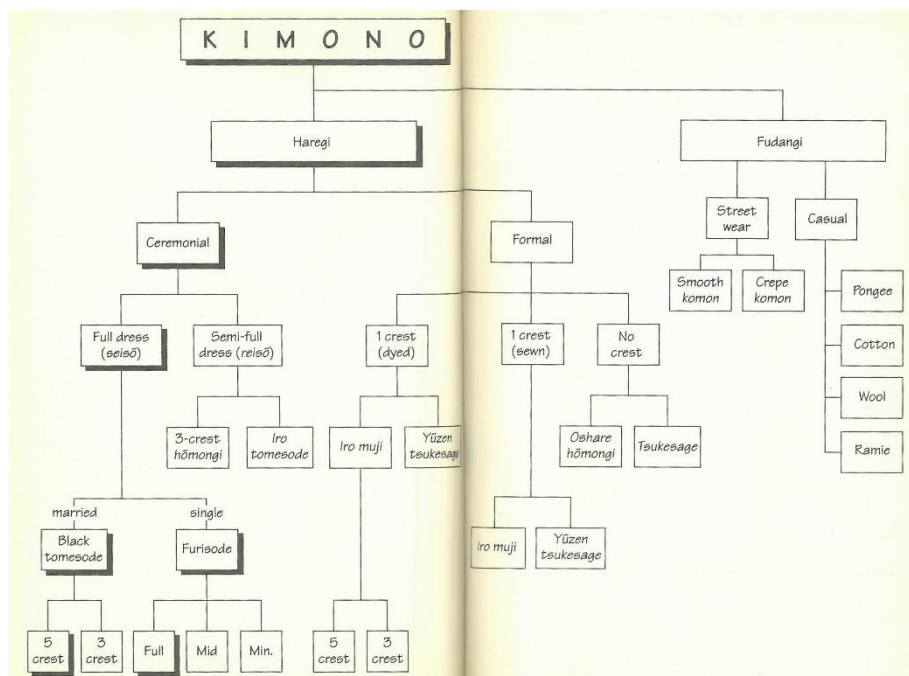 KIMONO
Haregi
Fudangi
Ceremonial
Formal
Street
wear
Casual
Smooth
komon
Crepe
komon
Pongee
Cotton
Wool
Ramie
Full dress
(seisō)
Semi-full
dress (reisō)
1 crest
(dyed)
1 crest
(sewn)
No
crest
3-crest
hōmongi
Iro
tomesode
Iro muji
Yūzen
tsukesage
Oshare
hōmongi
Tsukesage
married
single
Black
tomesode
Furisode
Iro muji
Yūzen
tsukesage
5
crest
3
crest
Full
Mid
Min.
5
crest
3
crest